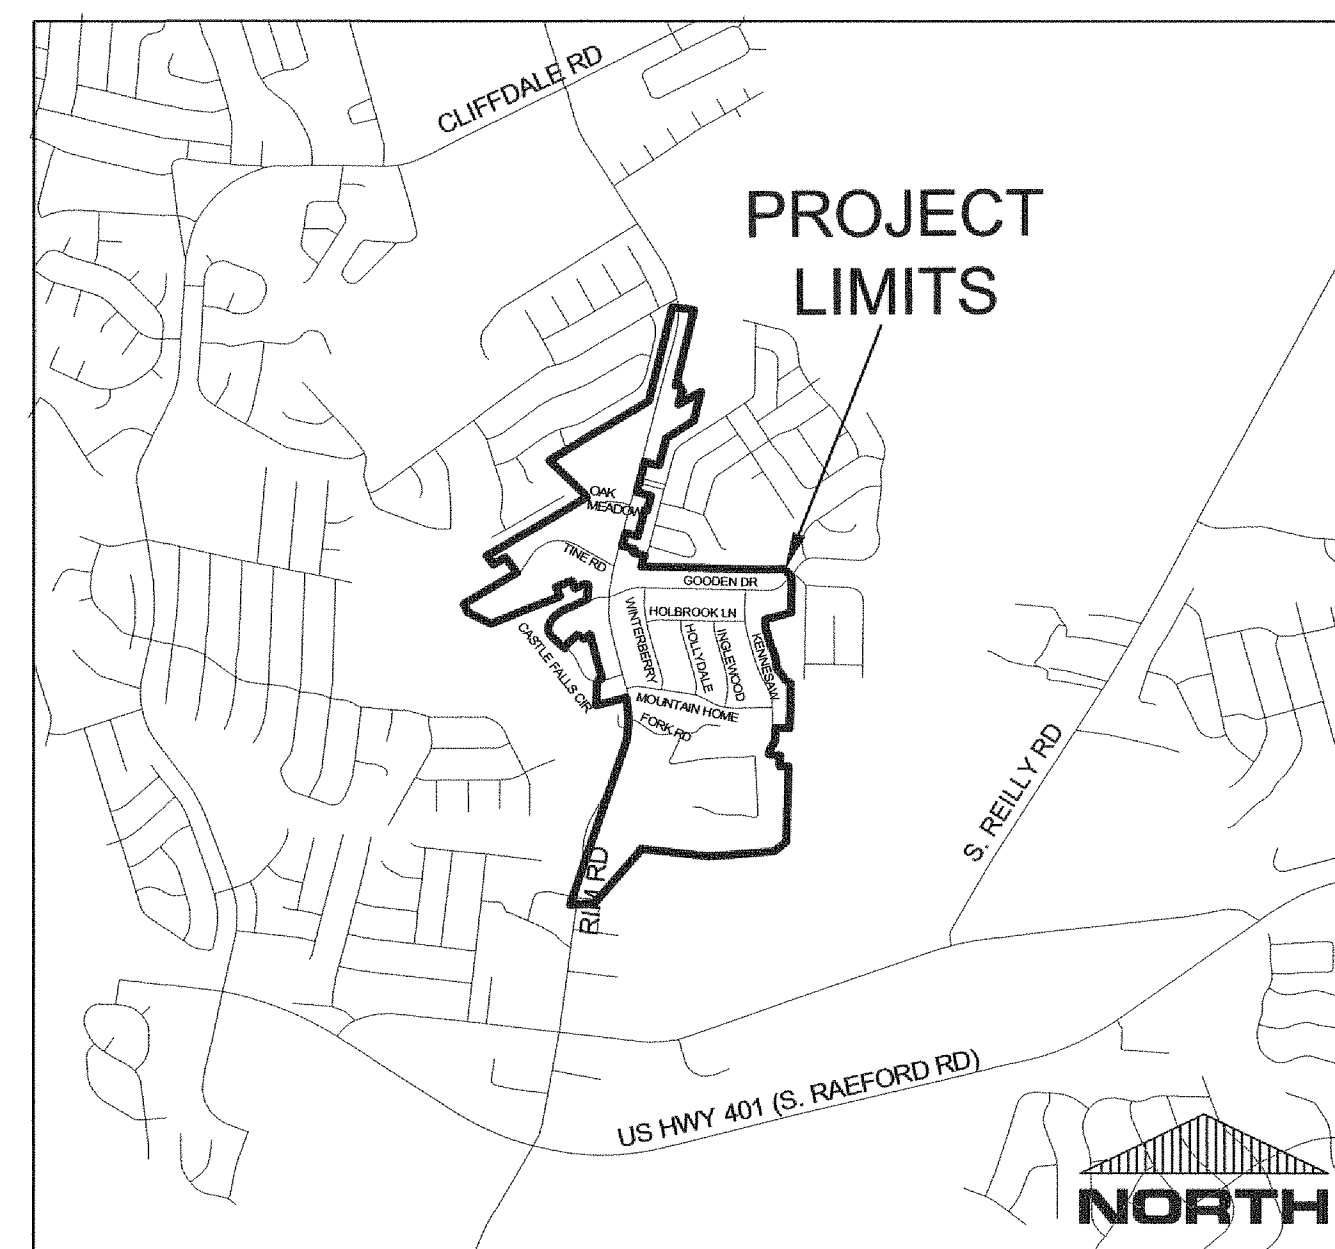 CLIFFDALE RD
PROJECT
LIMITS
OAK
MEADOW
TINE RD
GOODEN DR
HOLBROOK LN
WINTERBERRY
HOLLYDALE
INGLEWOOD
KENNESAW
CASTLE FALLS CIR
MOUNTAIN HOME
FORK RD
S. REILLY RD
RIM RD
US HWY 401 (S. RAEFORD RD)
NORTH